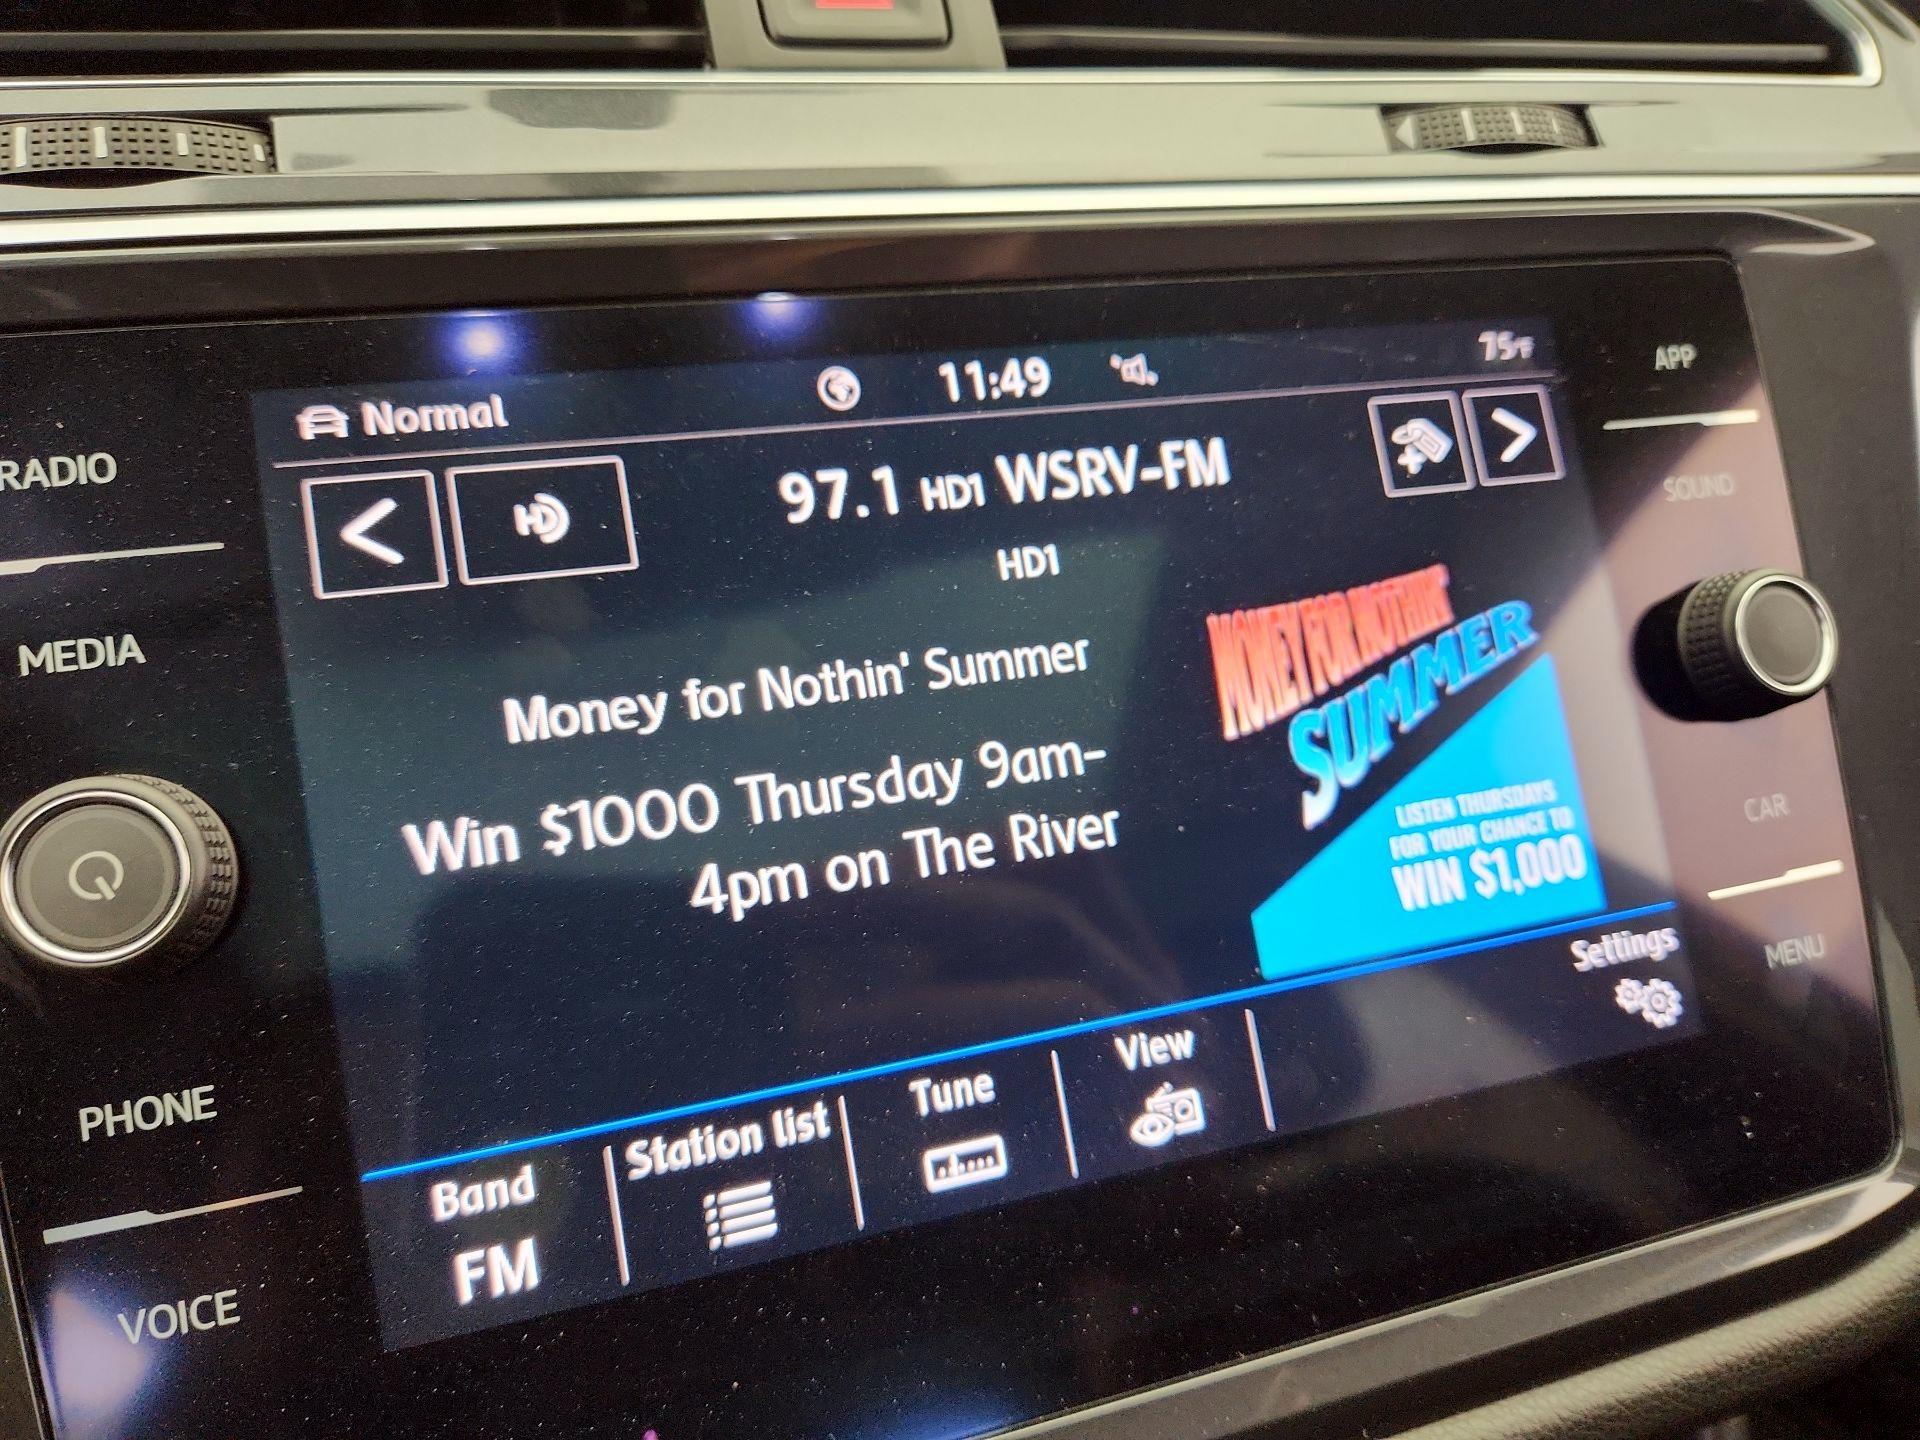 Normal
11:49
75°F
APP
RADIO
97.1 HD1 WSRV-FM
SOUND
HD
HD1
MEDIA
Money for Nothin' Summer
Win $1000 Thursday 9am-
4pm on The River
MONEY FOR NOTHIN'
SUMMER
LISTEN THURSDAYS
FOR YOUR CHANCE TO
WIN $1,000
CAR
MENU
Settings
PHONE
Band
FM
Station list
Tune
View
VOICE